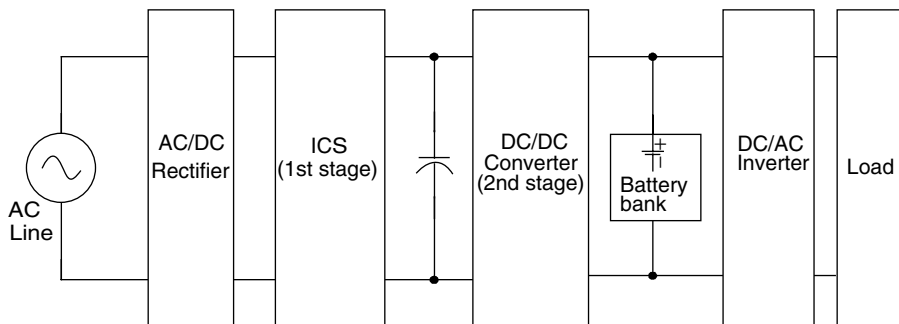 AC
Line
AC/DC
Rectifier
ICS
(1st stage)
DC/DC
Converter
(2nd stage)
+
−
Battery
bank
DC/AC
Inverter
Load